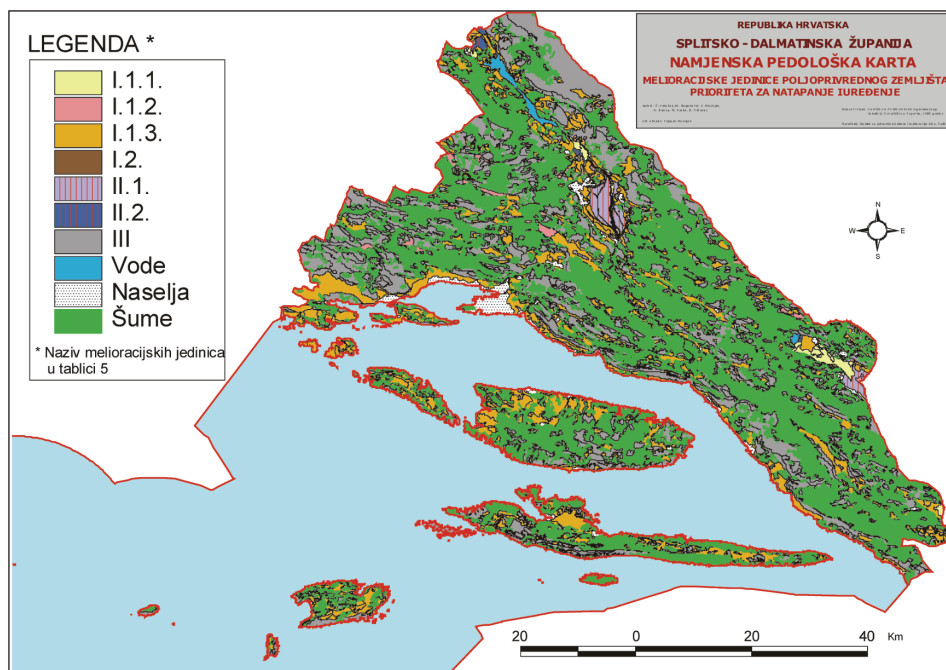 LEGENDA *
I.1.1.
I.1.2.
I.1.3.
I.2.
II.1.
II.2.
III
Vode
Naselja
Šume
* Naziv melioracijskih jedinica
u tablici 5
REPUBLIKA HRVATSKA
SPLITSKO - DALMATINSKA ŽUPANIJA
NAMJENSKA PEDOLOŠKA KARTA
MELIORACIJSKE JEDINICE POLJOPRIVREDNOG ZEMLJIŠTA
PRIORITETA ZA NATAPANJE IUREĐENJE
N
W E
S
20 0 20 40 Km